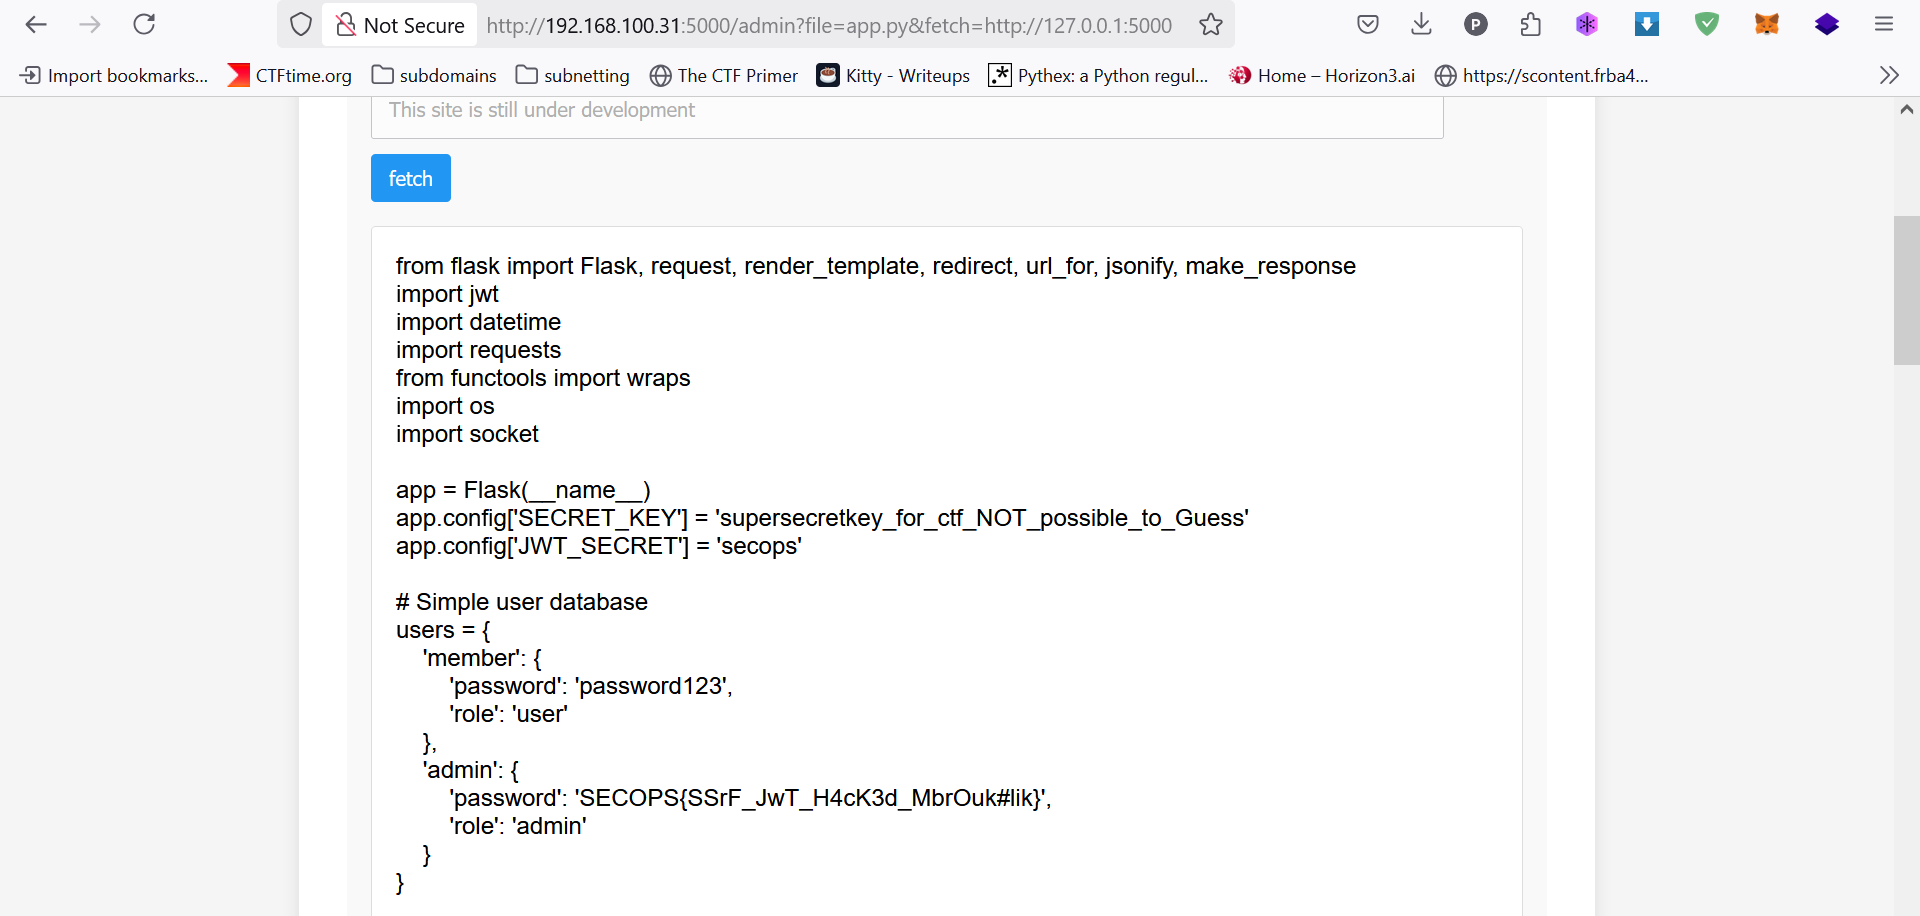 Not Secure http://192.168.100.31:5000/admin?file=app.py&fetch=http://127.0.0.1:5000
Import bookmarks... CTFtime.org subdomains subnetting The CTF Primer Kitty - Writeups .* Pythex: a Python regul... Home – Horizon3.ai https://scontent.frba4...
This site is still under development
fetch
from flask import Flask, request, render_template, redirect, url_for, jsonify, make_response
import jwt
import datetime
import requests
from functools import wraps
import os
import socket
app = Flask(__name__)
app.config['SECRET_KEY'] = 'supersecretkey_for_ctf_NOT_possible_to_Guess'
app.config['JWT_SECRET'] = 'secops'
# Simple user database
users = {
'member': {
'password': 'password123',
'role': 'user'
},
'admin': {
'password': 'SECOPS{SSrF_JwT_H4cK3d_MbrOuk#lik}',
'role': 'admin'
}
}